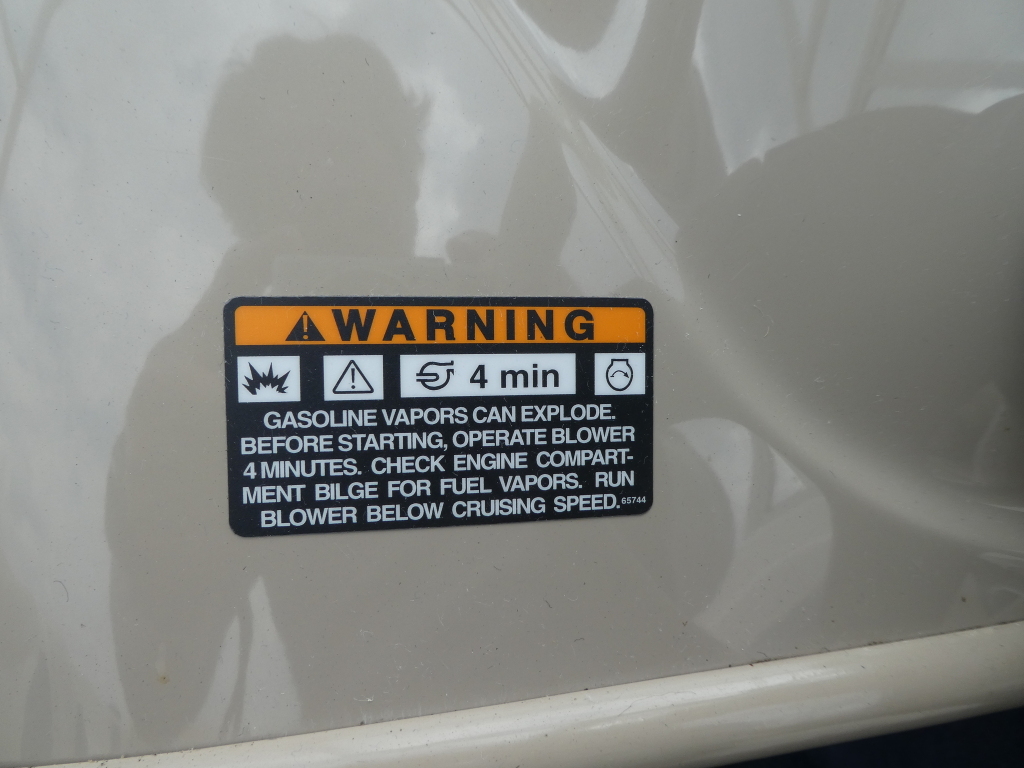 WARNING
4 min
GASOLINE VAPORS CAN EXPLODE.
BEFORE STARTING, OPERATE BLOWER
4 MINUTES. CHECK ENGINE COMPART-
MENT BILGE FOR FUEL VAPORS. RUN
BLOWER BELOW CRUISING SPEED. 65744